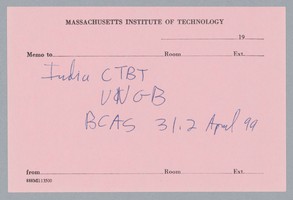 MASSACHUSETTS INSTITUTE OF TECHNOLOGY
19
Memo to Room Ext.
India CTBT
UNGB
BCAS 31.2 April 99
from Room Ext.